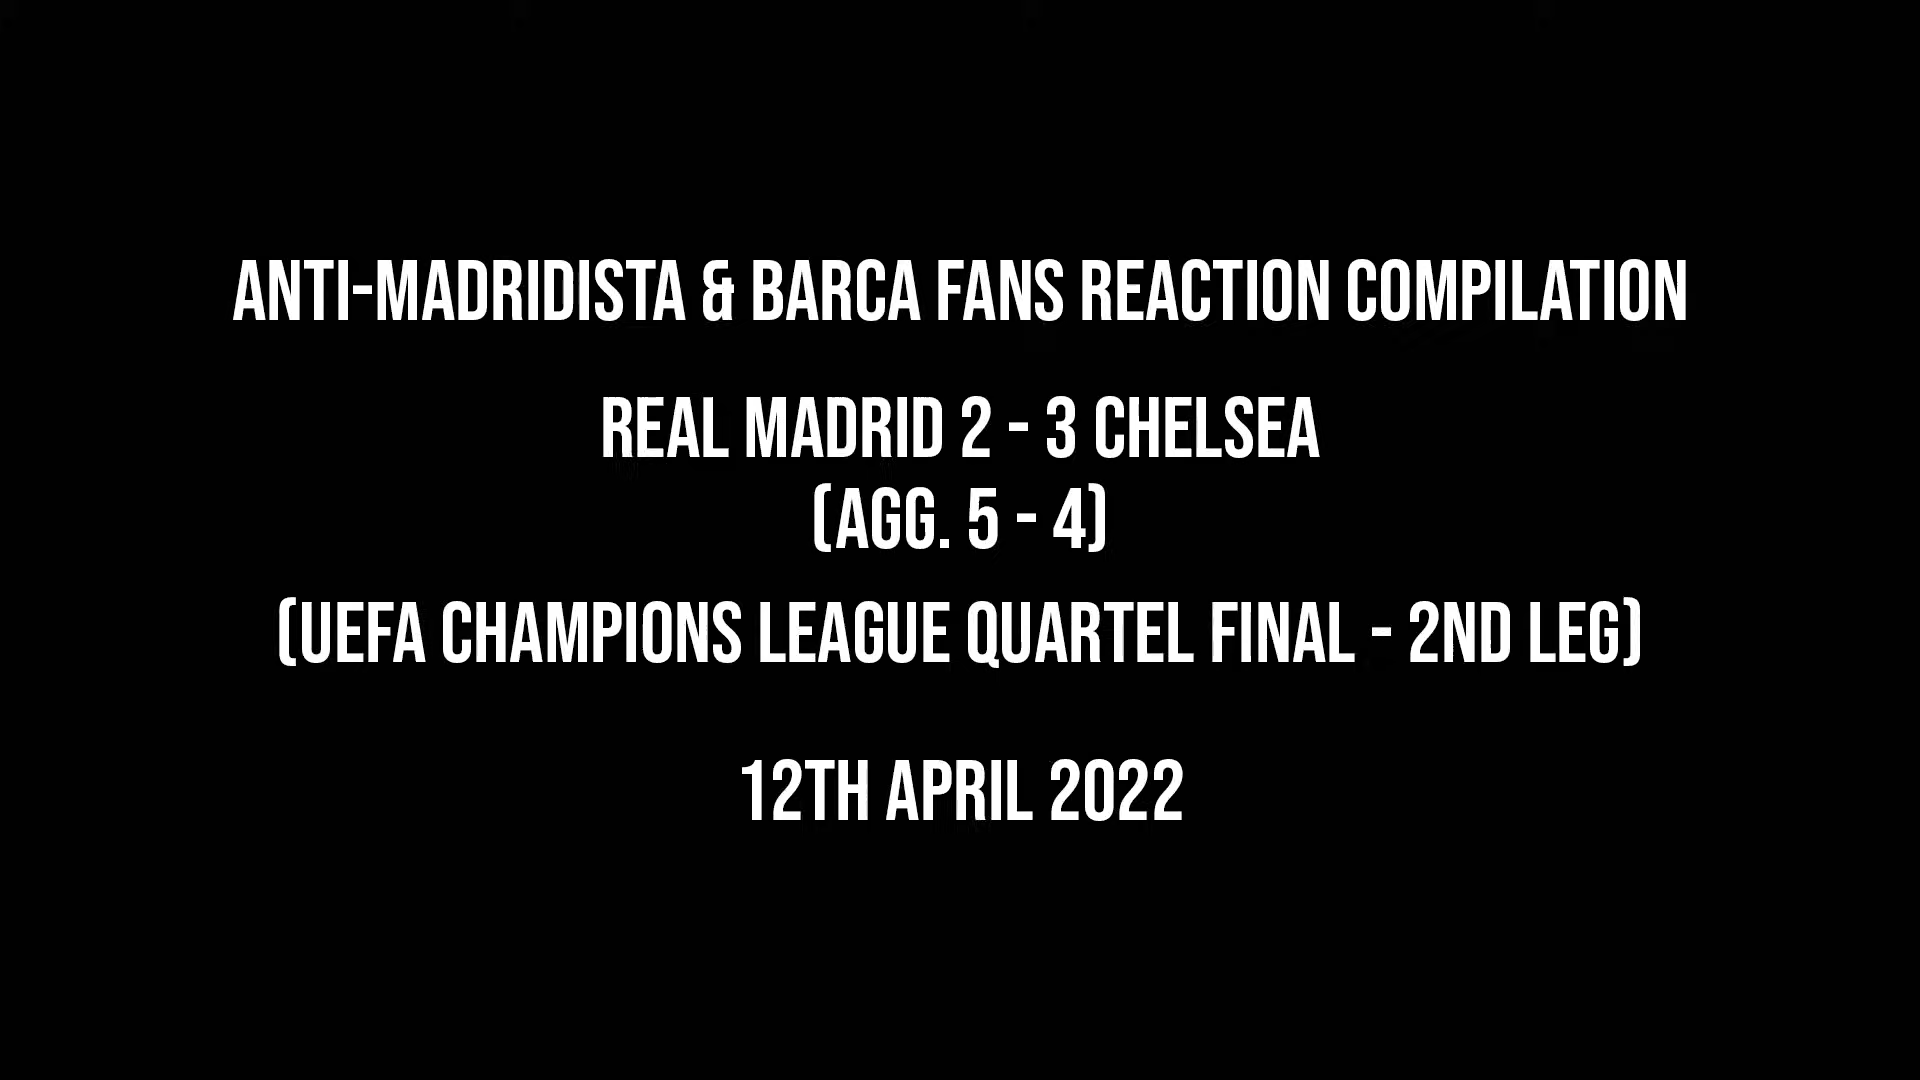 ANTI-MADRIDISTA & BARCA FANS REACTION COMPILATION
REAL MADRID 2 - 3 CHELSEA
(AGG. 5 - 4)
(UEFA CHAMPIONS LEAGUE QUARTEL FINAL - 2ND LEG)
12TH APRIL 2022